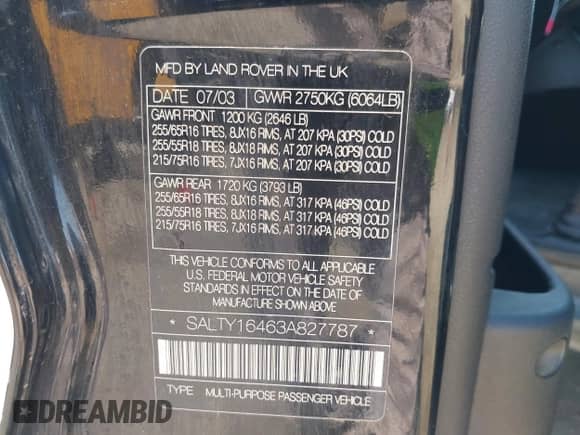 MFD BY LAND ROVER IN THE UK
DATE 07/03 GVWR 2750KG (6064LB)
GAWR FRONT 1200 KG (2646 LB)
255/65R16 TIRES, 8JX16 RIMS, AT 207 KPA (30PSI) COLD
255/55R18 TIRES, 8JX18 RIMS, AT 207 KPA (30PSI) COLD
215/75R16 TIRES, 7JX16 RIMS, AT 207 KPA (30PSI) COLD
GAWR REAR 1720 KG (3793 LB)
255/65R16 TIRES, 8JX16 RIMS, AT 317 KPA (46PSI) COLD
255/55R18 TIRES, 8JX18 RIMS, AT 317 KPA (46PSI) COLD
215/75R16 TIRES, 7JX16 RIMS, AT 317 KPA (46PSI) COLD
THIS VEHICLE CONFORMS TO ALL APPLICABLE
U.S. FEDERAL MOTOR VEHICLE SAFETY
STANDARDS IN EFFECT ON THE DATE OF
MANUFACTURE SHOWN ABOVE
* SALTY16463A827787 *
TYPE MULTI-PURPOSE PASSENGER VEHICLE
DREAMBID